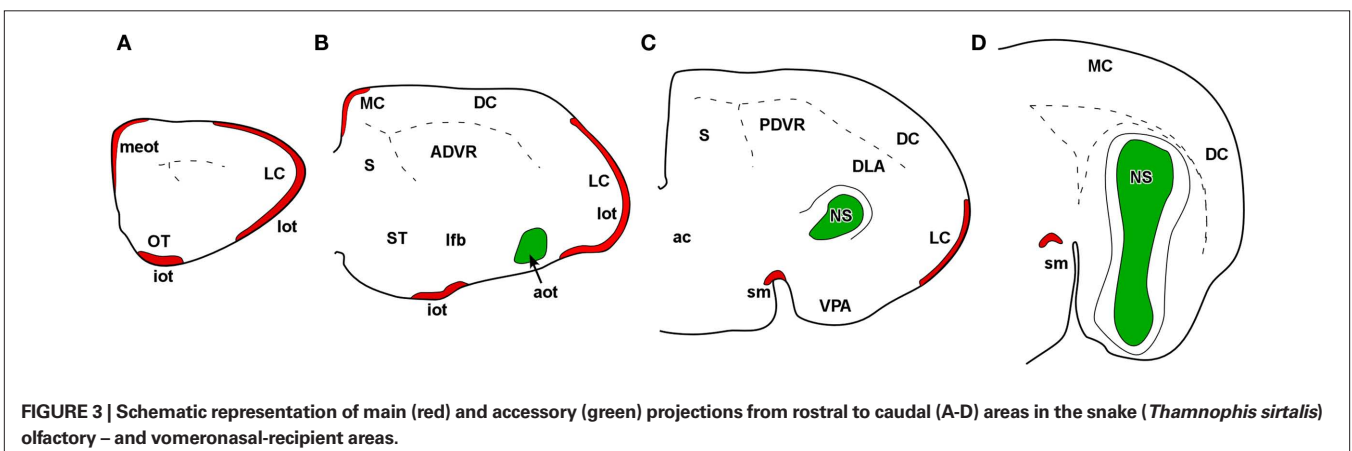 A
B
C
D
meot
LC
lot
OT
iot
MC
DC
S
ADVR
LC
lot
ST
lfb
aot
iot
S
PDVR
DC
DLA
NS
ac
LC
sm
VPA
MC
DC
NS
sm
FIGURE 3 | Schematic representation of main (red) and accessory (green) projections from rostral to caudal (A-D) areas in the snake (Thamnophis sirtalis)
olfactory – and vomeronasal-recipient areas.